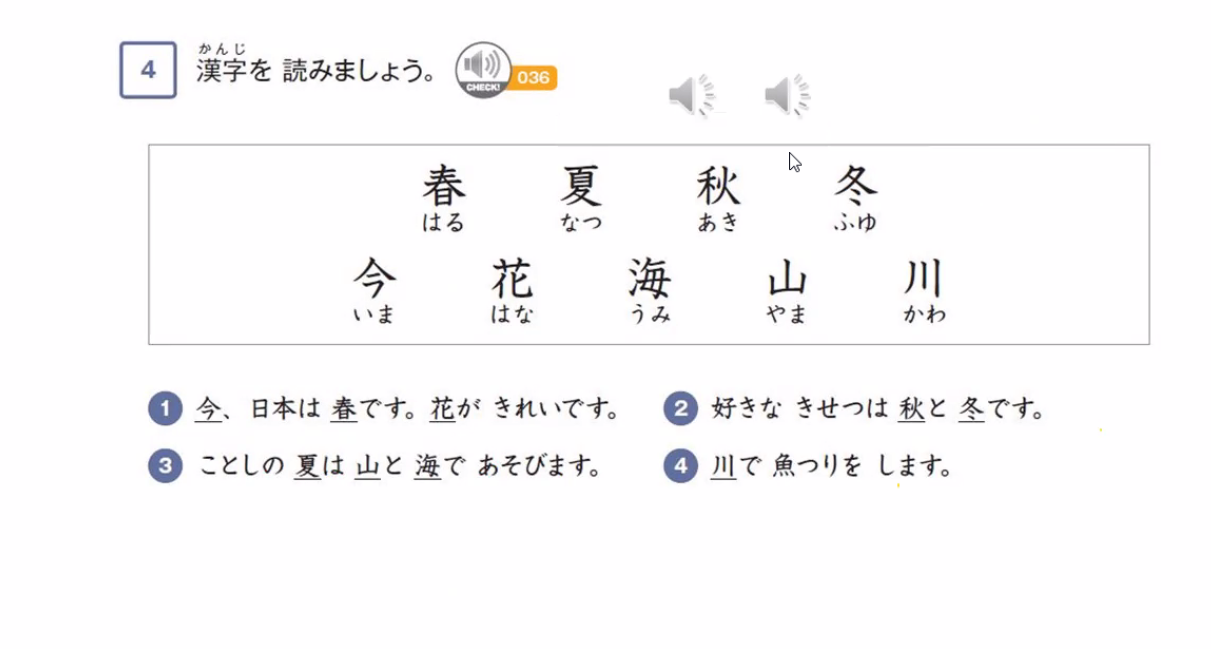 かんじ
4 漢字を 読みましょう。 CHECK! 036
春 夏 秋 冬
はる なつ あき ふゆ
今 花 海 山 川
いま はな うみ やま かわ
1 今、日本は 春です。花が きれいです。 2 好きな きせつは 秋と 冬です。
3 ことしの 夏は 山と 海で あそびます。 4 川で 魚つりを します。